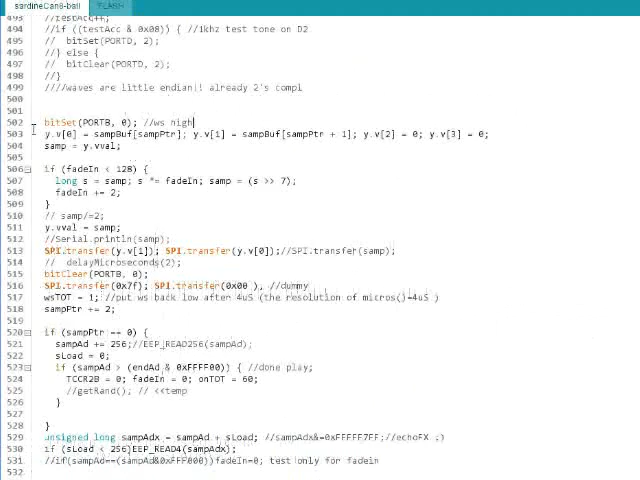 sardineCan8-ball FLASH
493 //testAcc++;
494 //if ((testAcc & 0x08)) { //1khz test tone on D2
495 // bitSet(PORTD, 2);
496 //} else {
497 // bitClear(PORTD, 2);
498 //}
499 ////waves are little endian!! already 2's compl
500
501
502 bitSet(PORTB, 0); //ws high
503 y.v[0] = sampBuf[sampPtr]; y.v[1] = sampBuf[sampPtr + 1]; y.v[2] = 0; y.v[3] = 0;
504 samp = y.vval;
505
506 if (fadeIn < 128) {
507 long s = samp; s *= fadeIn; samp = (s >> 7);
508 fadeIn += 2;
509 }
510 // samp/=2;
511 y.vval = samp;
512 //Serial.println(samp);
513 SPI.transfer(y.v[1]); SPI.transfer(y.v[0]);//SPI.transfer(samp);
514 // delayMicroseconds(2);
515 bitClear(PORTB, 0);
516 SPI.transfer(0x7f); SPI.transfer(0x00 ), //dummy
517 wsTOT = 1;//put ws back low after 4uS (the resolution of micros()=4uS )
518 sampPtr += 2;
519
520 if (sampPtr == 0) {
521 sampAd += 256;//EEP_READ256(sampAd);
522 sLoad = 0;
523 if (sampAd > (endAd & 0xFFFF00)) { //done play;
524 TCCR2B = 0; fadeIn = 0; onTOT = 60;
525 //getRand(); // <<temp
526 }
527
528 }
529 unsigned long sampAdx = sampAd + sLoad; //sampAdx&=0xFFFFE7FF;//echoFX ;)
530 if (sLoad < 256)EEP_READ4(sampAdx);
531 //if(sampAd==(sampAd&0xFFF000))fadeIn=0; test only for fadein
532